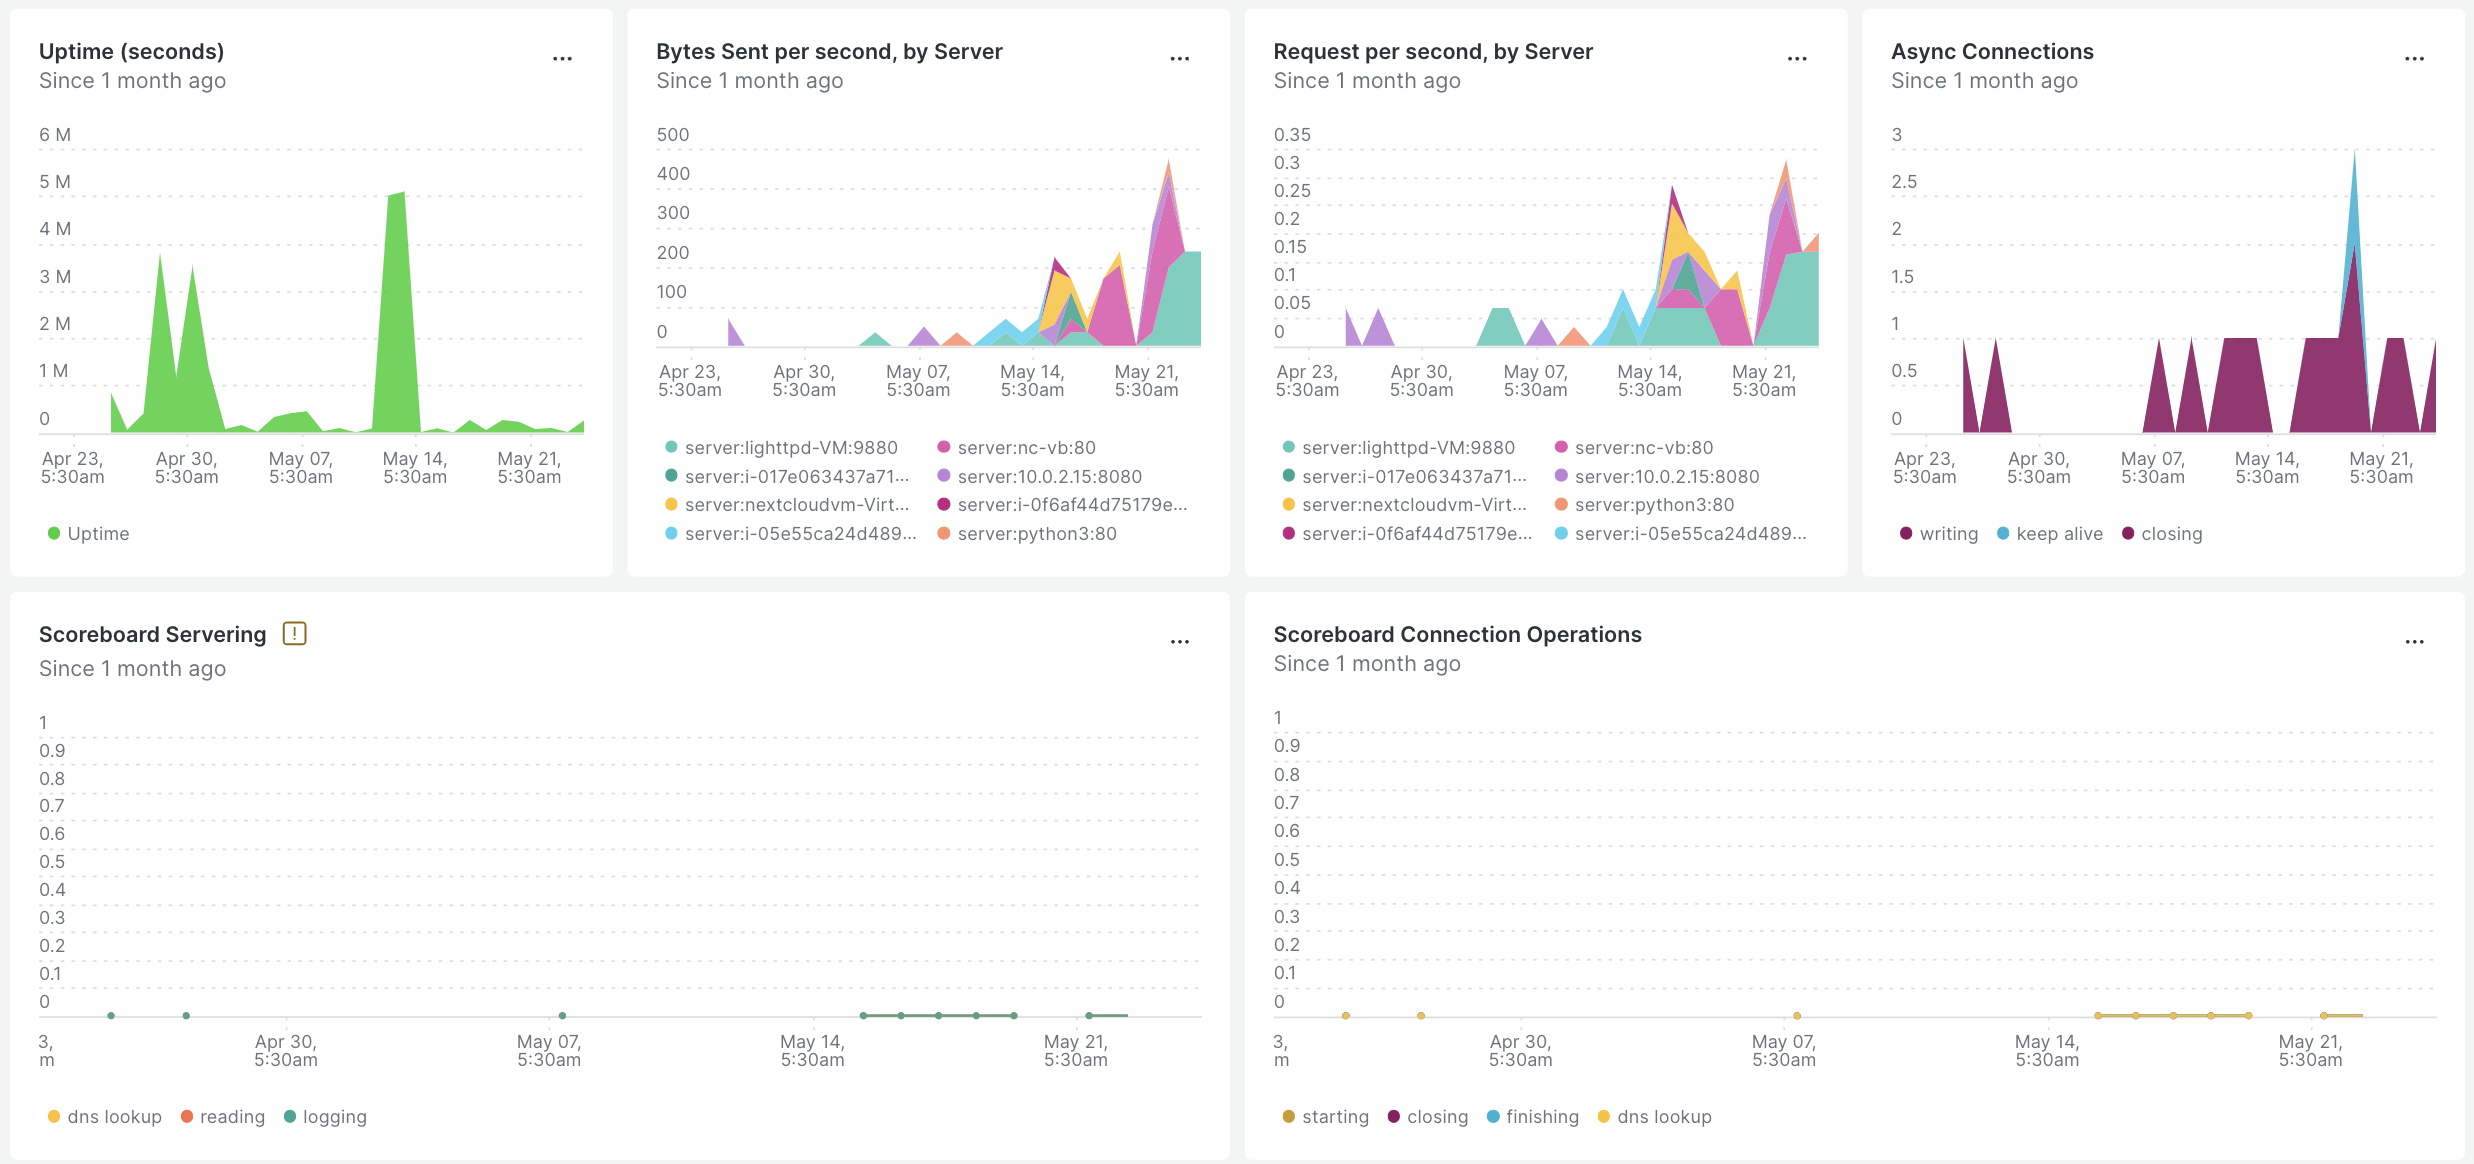 Uptime (seconds)
Since 1 month ago
6 M
5 M
4 M
3 M
2 M
1 M
0
Apr 23,
5:30am
Apr 30,
5:30am
May 07,
5:30am
May 14,
5:30am
May 21,
5:30am
Uptime
Bytes Sent per second, by Server
Since 1 month ago
500
400
300
200
100
0
Apr 23,
5:30am
Apr 30,
5:30am
May 07,
5:30am
May 14,
5:30am
May 21,
5:30am
server:lighttpd-VM:9880
server:nc-vb:80
server:i-017e063437a71...
server:10.0.2.15:8080
server:nextcloudvm-Virt...
server:i-0f6af44d75179e...
server:i-05e55ca24d489...
server:python3:80
Request per second, by Server
Since 1 month ago
0.35
0.3
0.25
0.2
0.15
0.1
0.05
0
Apr 23,
5:30am
Apr 30,
5:30am
May 07,
5:30am
May 14,
5:30am
May 21,
5:30am
server:lighttpd-VM:9880
server:nc-vb:80
server:i-017e063437a71...
server:10.0.2.15:8080
server:nextcloudvm-Virt...
server:python3:80
server:i-0f6af44d75179e...
server:i-05e55ca24d489...
Async Connections
Since 1 month ago
3
2.5
2
1.5
1
0.5
0
Apr 23,
5:30am
Apr 30,
5:30am
May 07,
5:30am
May 14,
5:30am
May 21,
5:30am
writing
keep alive
closing
Scoreboard Servering
Since 1 month ago
1
0.9
0.8
0.7
0.6
0.5
0.4
0.3
0.2
0.1
0
3,
m
Apr 30,
5:30am
May 07,
5:30am
May 14,
5:30am
May 21,
5:30am
dns lookup
reading
logging
Scoreboard Connection Operations
Since 1 month ago
1
0.9
0.8
0.7
0.6
0.5
0.4
0.3
0.2
0.1
0
3,
m
Apr 30,
5:30am
May 07,
5:30am
May 14,
5:30am
May 21,
5:30am
starting
closing
finishing
dns lookup